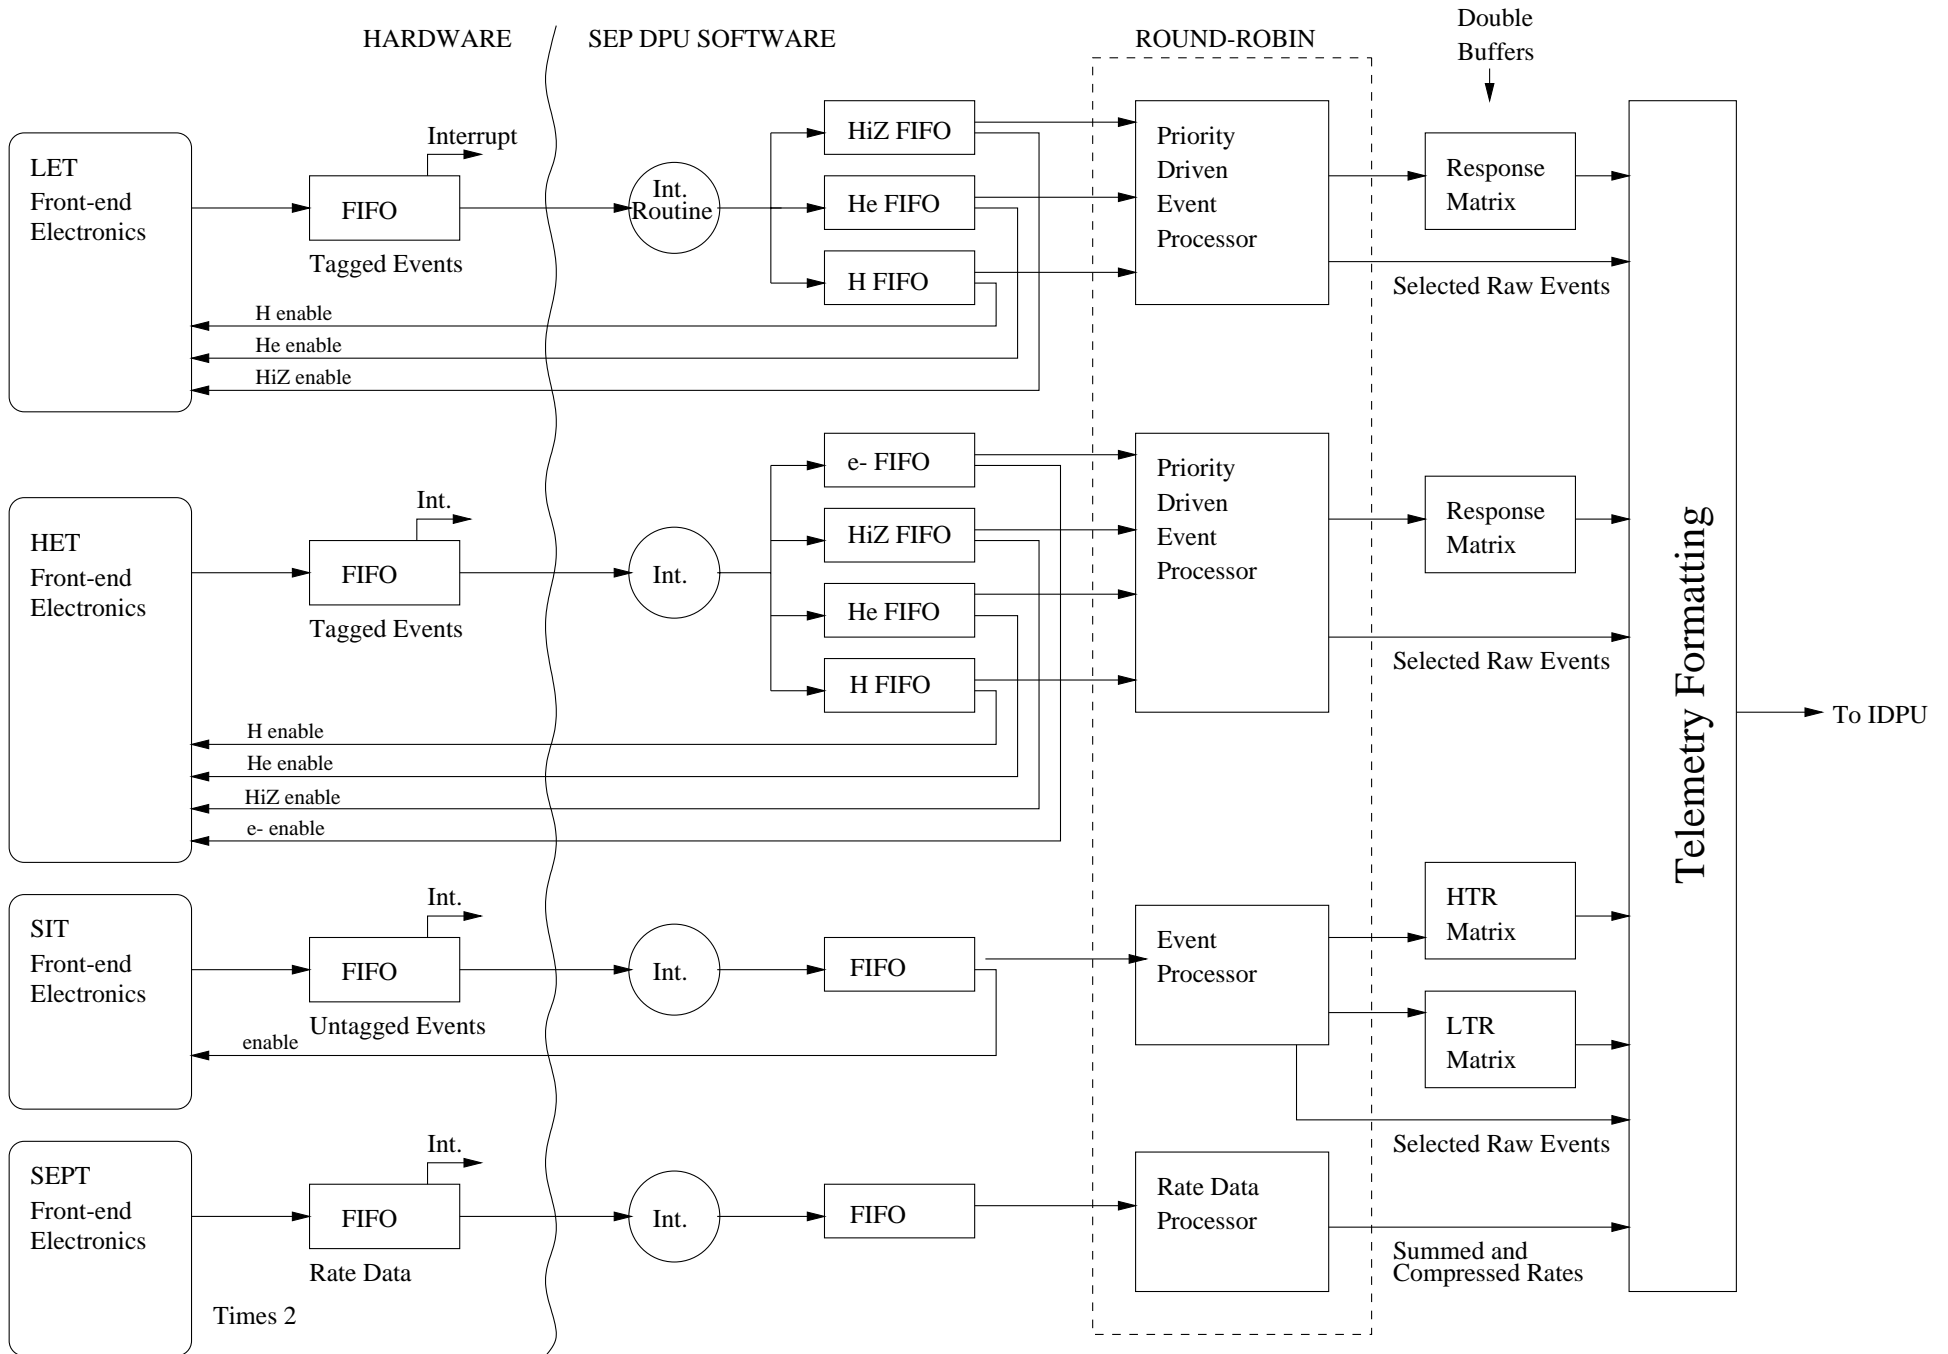 HARDWARE
SEP DPU SOFTWARE
ROUND-ROBIN
Double
Buffers
LET
Front-end
Electronics
Interrupt
FIFO
Tagged Events
Int.
Routine
HiZ FIFO
He FIFO
H FIFO
Priority
Driven
Event
Processor
Response
Matrix
Selected Raw Events
H enable
He enable
HiZ enable
HET
Front-end
Electronics
Int.
FIFO
Tagged Events
Int.
e- FIFO
HiZ FIFO
He FIFO
H FIFO
Priority
Driven
Event
Processor
Response
Matrix
Selected Raw Events
H enable
He enable
HiZ enable
e- enable
Telemetry Formatting
To IDPU
SIT
Front-end
Electronics
Int.
FIFO
Untagged Events
enable
Int.
FIFO
Event
Processor
HTR
Matrix
LTR
Matrix
Selected Raw Events
SEPT
Front-end
Electronics
Int.
FIFO
Rate Data
Times 2
Int.
FIFO
Rate Data
Processor
Summed and
Compressed Rates